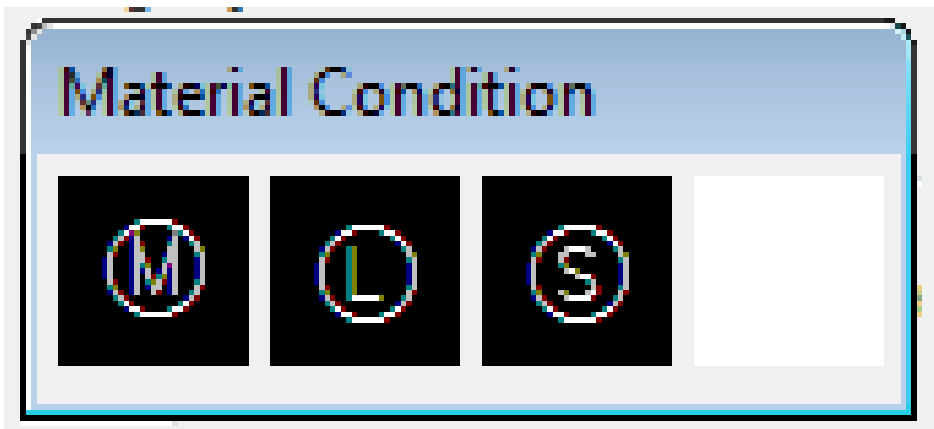 Material Condition
Ⓜ Ⓛ Ⓢ